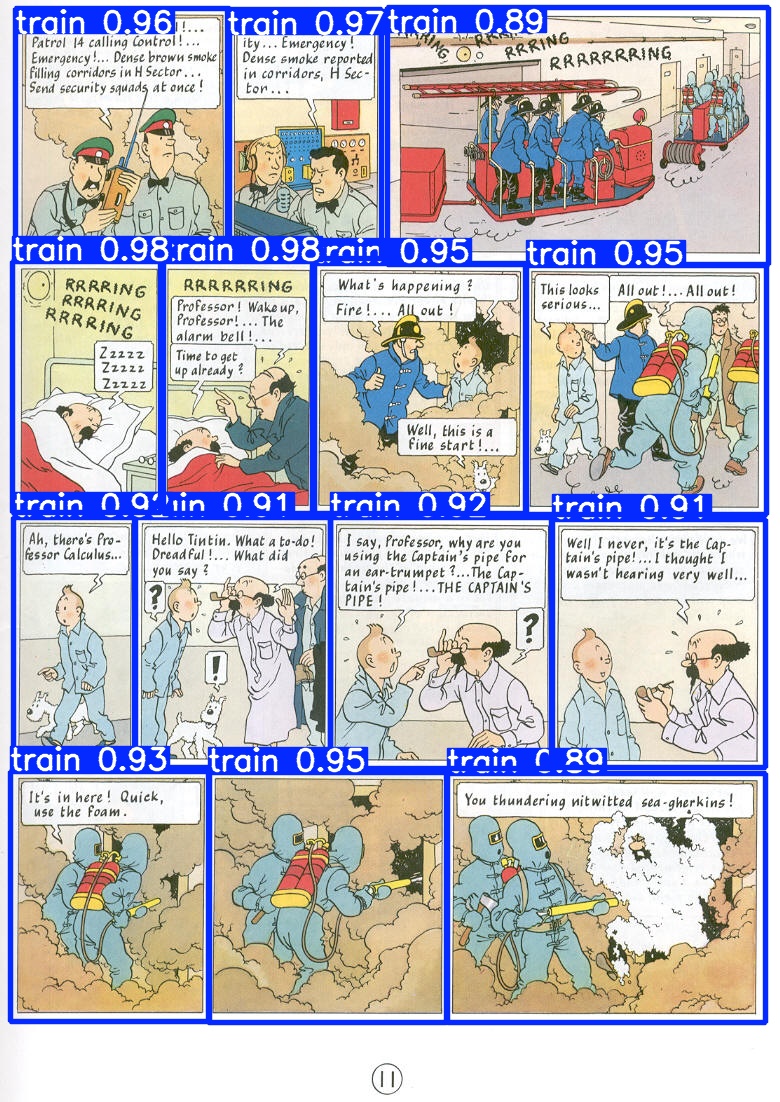 train 0.96
train 0.97
train 0.89
!...
Patrol 14 calling Control!...
Emergency!... Dense brown smoke
filling corridors in H Sector...
Send security squads at once!
ity... Emergency!
Dense smoke reported
in corridors, H Sec-
tor...
RRRING
RRRRRRRING
train 0.98
train 0.98
train 0.95
train 0.95
RRRRING
RRRRING
RRRRING
Zzzzz
Zzzzz
Zzzzz
RRRRRRING
Professor! Wake up,
Professor!... The
alarm bell!...
Time to get
up already?
What's happening?
Fire!... All out!
Well, this is a
fine start!...
This looks
serious...
All out!... All out!
train 0.92
in 0.91
train 0.92
train 0.91
Ah, there's Pro-
fessor Calculus...
Hello Tintin. What a to-do!
Dreadful!... What did
you say?
?
!
I say, Professor, why are you
using the Captain's pipe for
an ear-trumpet?...The Cap-
tain's pipe!...THE CAPTAIN'S
PIPE!
?
Well I never, it's the Cap-
tain's pipe!...I thought I
wasn't hearing very well...
train 0.93
train 0.95
train 0.89
It's in here! Quick,
use the foam.
You thundering nitwitted sea-gherkins!
11